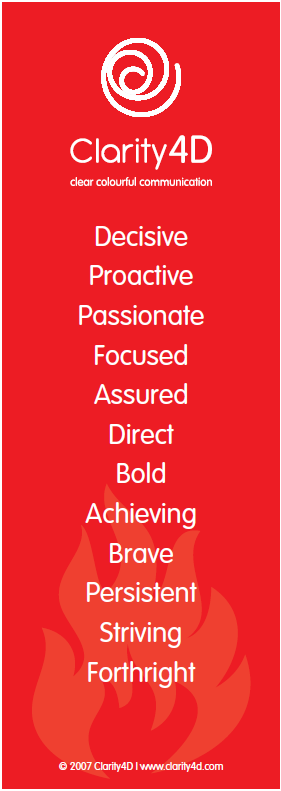 Clarity4D
clear colourful communication
Decisive
Proactive
Passionate
Focused
Assured
Direct
Bold
Achieving
Brave
Persistent
Striving
Forthright
© 2007 Clarity4D | www.clarity4d.com